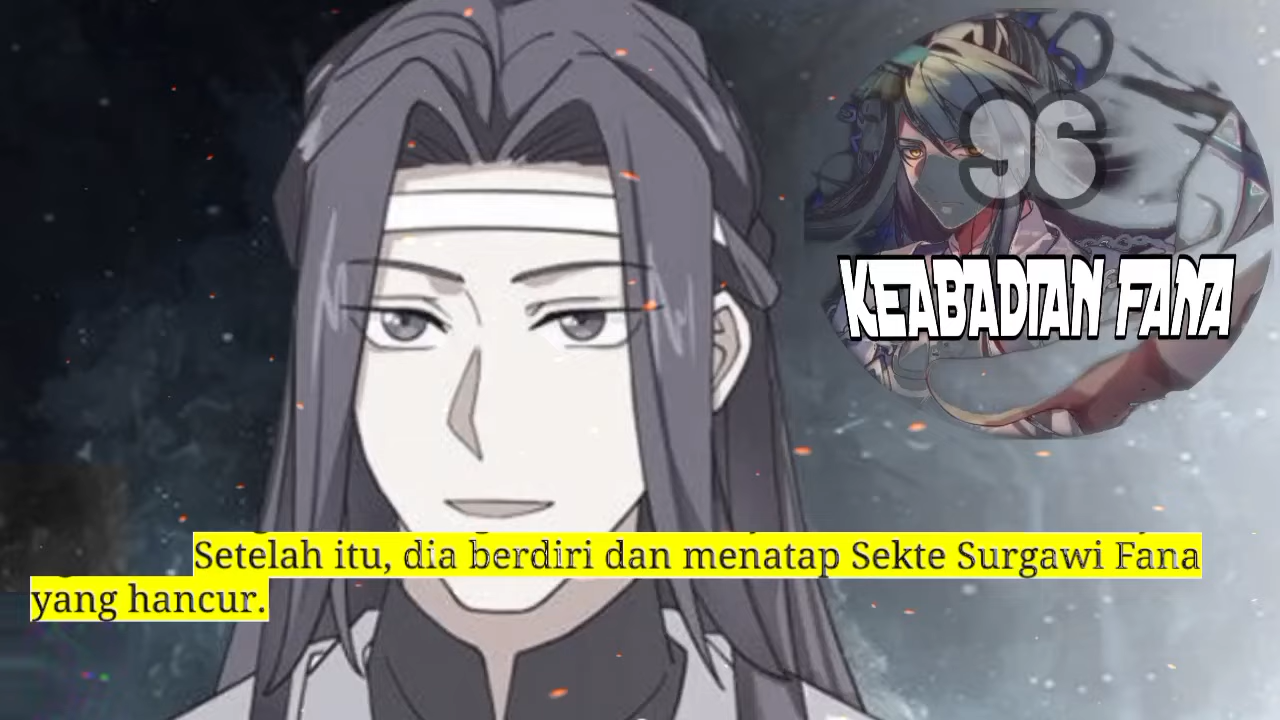 96
KEABADIAN FANA
Setelah itu, dia berdiri dan menatap Sekte Surgawi Fana
yang hancur.